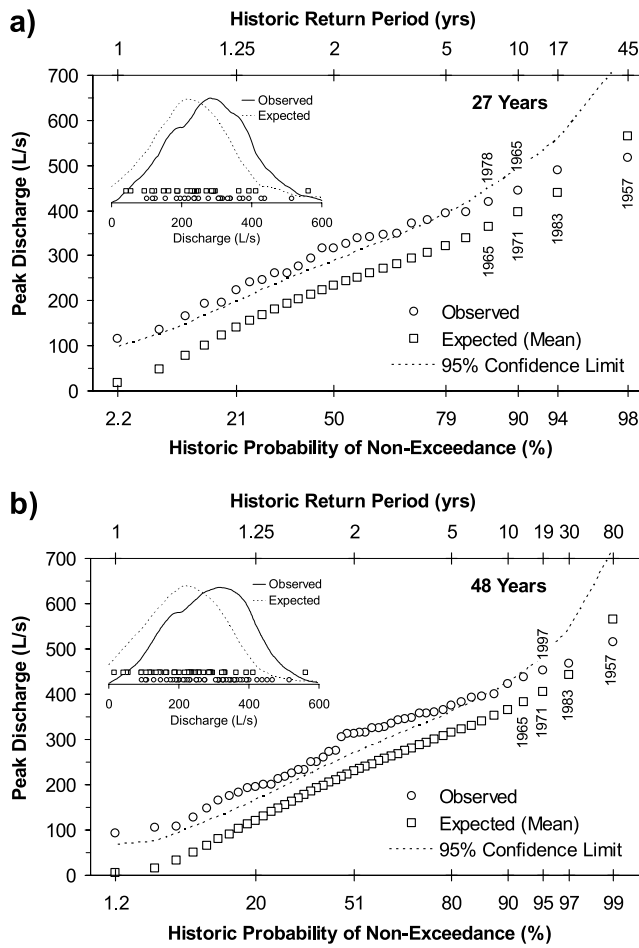 a)
Historic Return Period (yrs)
1 1.25 2 5 10 17 45
700
600
500
400
300
200
100
0
Peak Discharge (L/s)
Observed
Expected
0 200 400 600
Discharge (L/s)
27 Years
1978
1965
1965
1971
1983
1957
Observed
Expected (Mean)
95% Confidence Limit
2.2 21 50 79 90 94 98
Historic Probability of Non-Exceedance (%)
b)
Historic Return Period (yrs)
1 1.25 2 5 10 19 30 80
700
600
500
400
300
200
100
0
Peak Discharge (L/s)
Observed
Expected
0 200 400 600
Discharge (L/s)
48 Years
1997
1965
1971
1983
1957
Observed
Expected (Mean)
95% Confidence Limit
1.2 20 51 80 90 95 97 99
Historic Probability of Non-Exceedance (%)